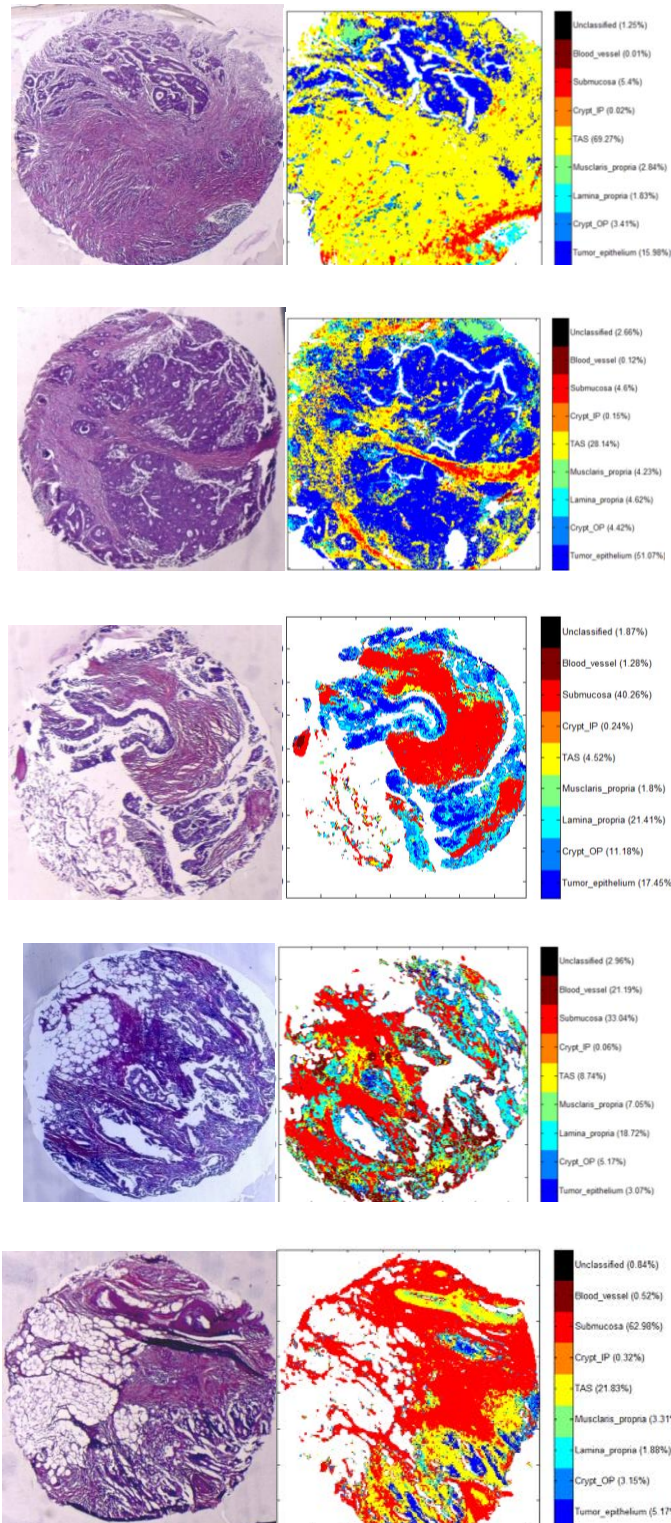 Unclassified (1.25%)
Blood_vessel (0.01%)
Submucosa (5.4%)
Crypt_IP (0.02%)
TAS (69.27%)
Musclaris_propria (2.84%)
Lamina_propria (1.83%)
Crypt_OP (3.41%)
Tumor_epithelium (15.98%)
Unclassified (2.66%)
Blood_vessel (0.12%)
Submucosa (4.6%)
Crypt_IP (0.15%)
TAS (28.14%)
Musclaris_propria (4.23%)
Lamina_propria (4.62%)
Crypt_OP (4.42%)
Tumor_epithelium (51.07%)
Unclassified (1.87%)
Blood_vessel (1.28%)
Submucosa (40.26%)
Crypt_IP (0.24%)
TAS (4.52%)
Musclaris_propria (1.8%)
Lamina_propria (21.41%)
Crypt_OP (11.18%)
Tumor_epithelium (17.45%
Unclassified (2.96%)
Blood_vessel (21.19%)
Submucosa (33.04%)
Crypt_IP (0.06%)
TAS (8.74%)
Musclaris_propria (7.05%)
Lamina_propria (18.72%)
Crypt_OP (5.17%)
Tumor_epithelium (3.07%)
Unclassified (0.84%)
Blood_vessel (0.52%)
Submucosa (62.98%)
Crypt_IP (0.32%)
TAS (21.83%)
Musclaris_propria (3.31%
Lamina_propria (1.88%)
Crypt_OP (3.15%)
Tumor_epithelium (5.17%